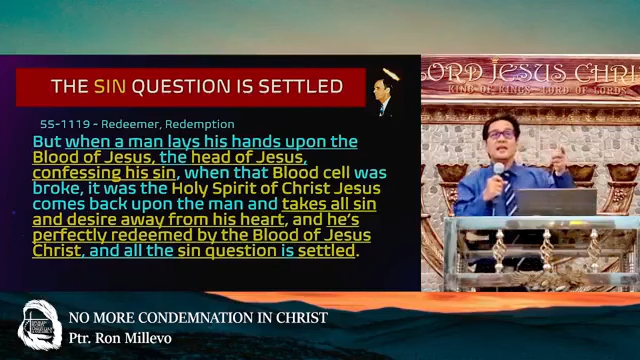 THE SIN QUESTION IS SETTLED
55-1119 - Redeemer, Redemption
But when a man lays his hands upon the
Blood of Jesus, the head of Jesus,
confessing his sin, when that Blood cell was
broke, it was the Holy Spirit of Christ Jesus
comes back upon the man and takes all sin
and desire away from his heart, and he's
perfectly redeemed by the Blood of Jesus
Christ, and all the sin question is settled.
LORD JESUS CHRI
KING OF KINGS LORD OF LORDS
NO MORE CONDEMNATION IN CHRIST
Ptr. Ron Millevo